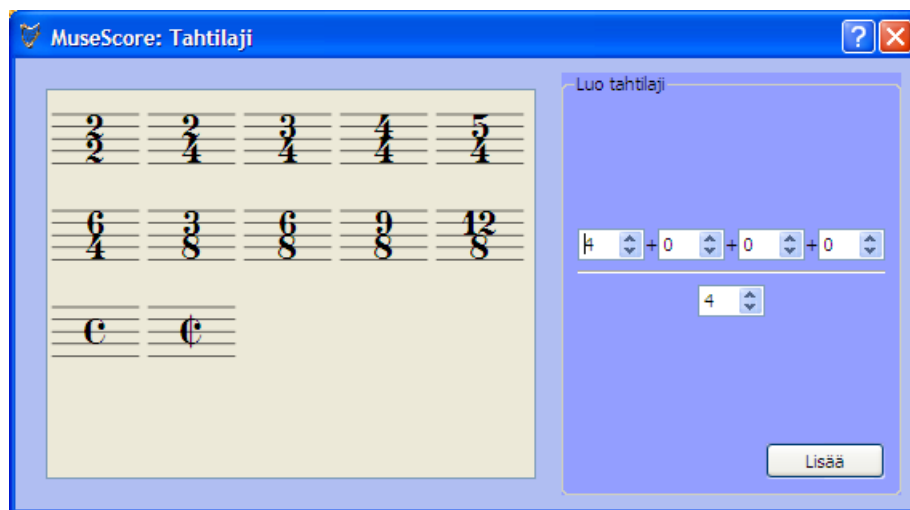 MuseScore: Tahtilaji
Luo tahtilaji
2 2 3 4 5
2 4 4 4 4
6 3 6 9 12
4 8 8 8 8
4 + 0 + 0 + 0
4
Lisää